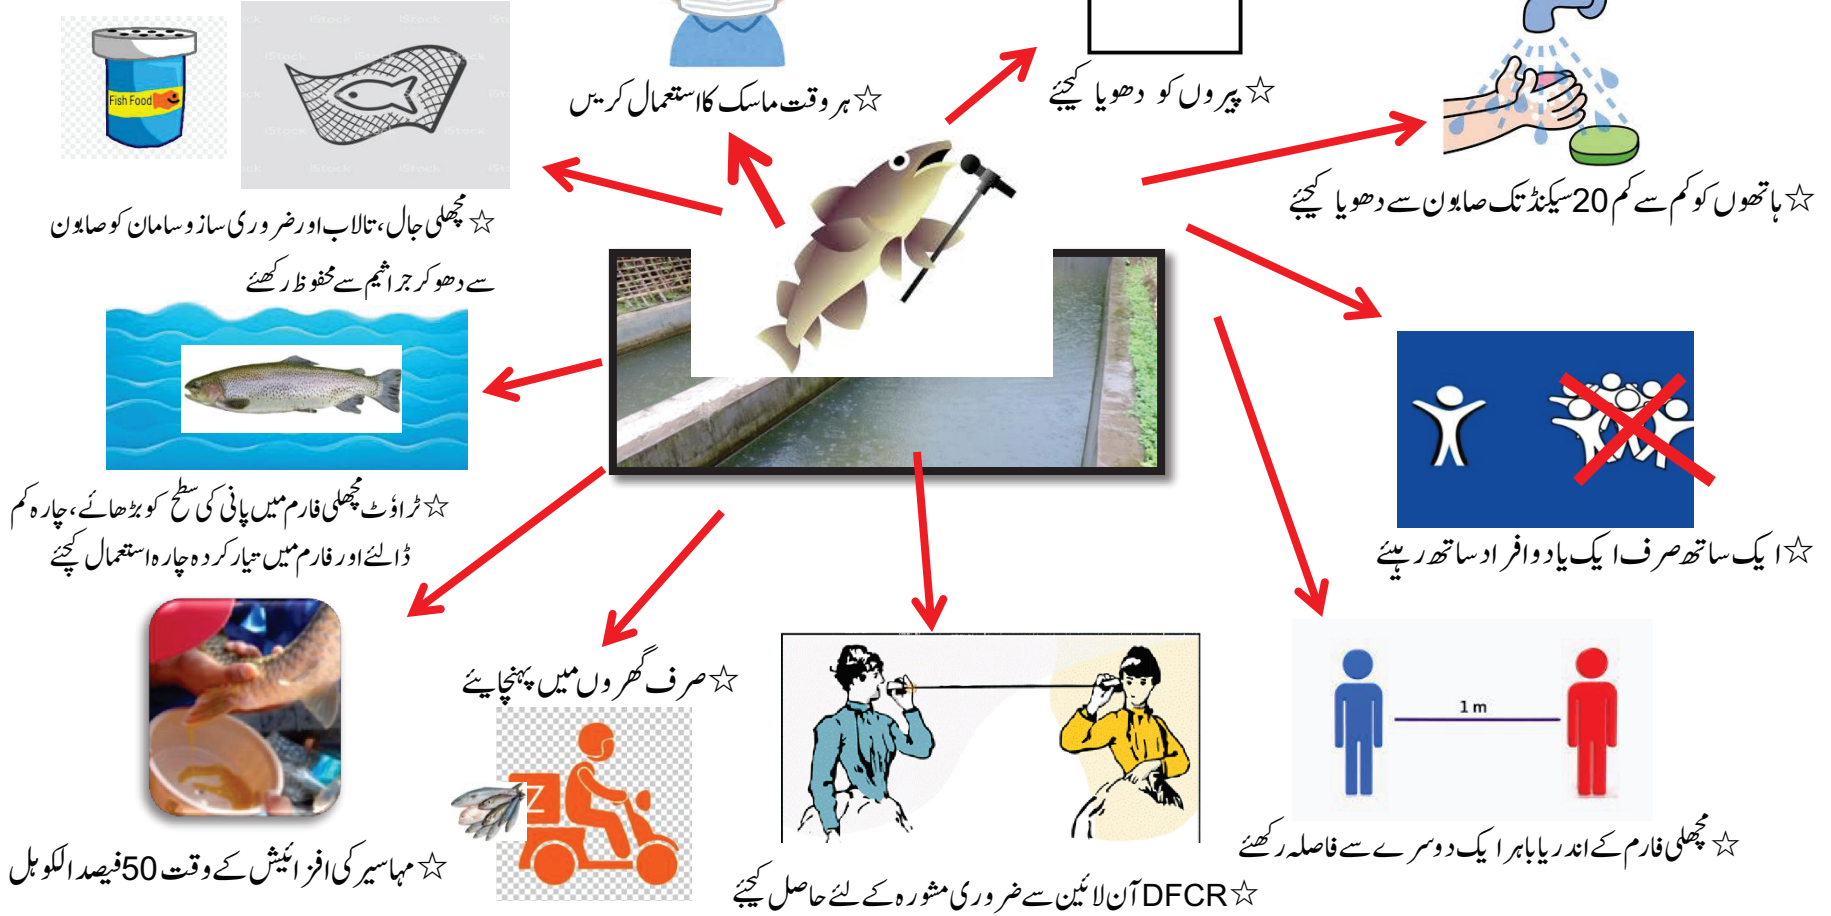 Fish Food
iStock
☆ ہر وقت ماسک کا استعمال کریں
☆ پیروں کو دھویا کیجئے
☆ ہاتھوں کو کم سے کم 20 سیکنڈ تک صابون سے دھویا کیجئے
☆ مچھلی جال، تالاب اور ضروری ساز و سامان کو صابون
سے دھو کر جراثیم سے محفوظ رکھئے
☆ ٹراؤٹ مچھلی فارم میں پانی کی سطح کو بڑھائے، چارہ کم
ڈالئے اور فارم میں تیار کردہ چارہ استعمال کیجئے
☆ ایک ساتھ صرف ایک یا دو افراد ساتھ رہیئے
☆ صرف گھروں میں پہنچایئے
1 m
☆ مچھلی فارم کے اندر یا باہر ایک دوسرے سے فاصلہ رکھئے
☆ مہاسیر کی افزائیش کے وقت 50 فیصد الکوہل
☆ DFCR آن لائین سے ضروری مشورہ کے لئے حاصل کیجئے